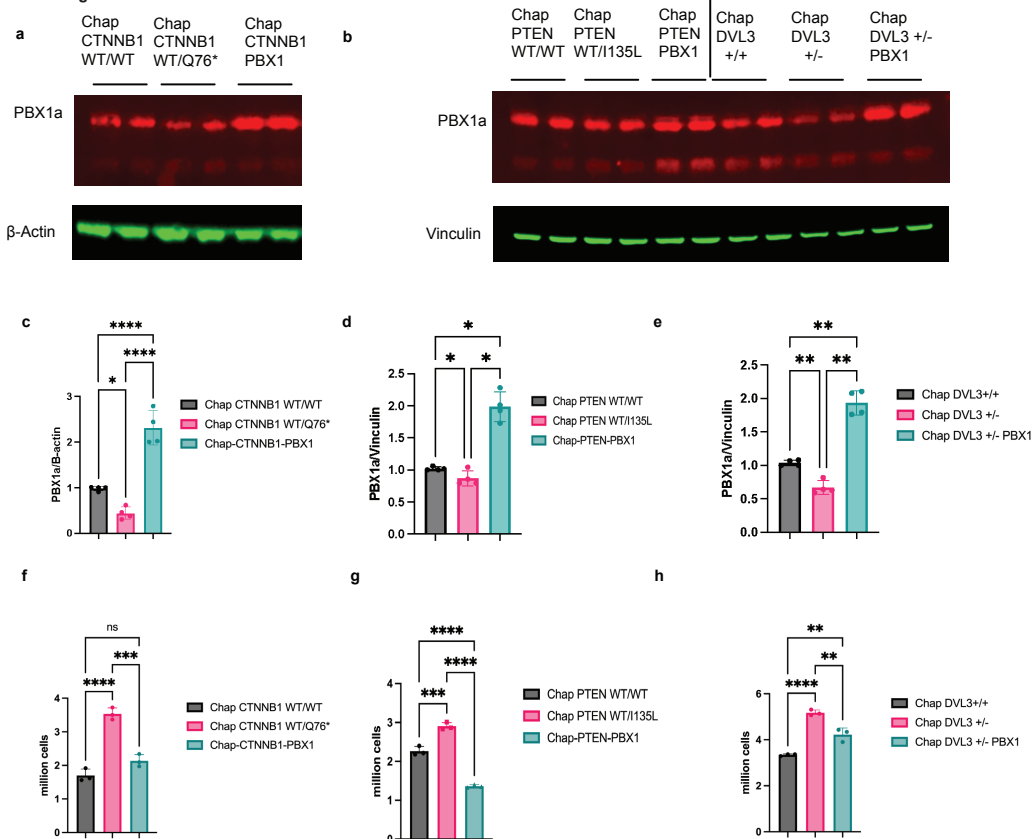 a
Chap
CTNNB1
WT/WT
Chap
CTNNB1
WT/Q76*
Chap
CTNNB1
PBX1
PBX1a
β-Actin
b
Chap
PTEN
WT/WT
Chap
PTEN
WT/I135L
Chap
PTEN
PBX1
Chap
DVL3
+/+
Chap
DVL3
+/-
Chap
DVL3 +/-
PBX1
PBX1a
Vinculin
c
****
****
*
3
2
1
0
PBX1a/B-actin
Chap CTNNB1 WT/WT
Chap CTNNB1 WT/Q76*
Chap-CTNNB1-PBX1
d
*
* *
2.5
2.0
1.5
1.0
0.5
0.0
PBX1a/Vinculin
Chap PTEN WT/WT
Chap PTEN WT/I135L
Chap-PTEN-PBX1
e
**
** **
2.5
2.0
1.5
1.0
0.5
0.0
PBX1a/Vinculin
Chap DVL3+/+
Chap DVL3 +/-
Chap DVL3 +/- PBX1
f
ns
***
****
4
3
2
1
0
million cells
Chap CTNNB1 WT/WT
Chap CTNNB1 WT/Q76*
Chap-CTNNB1-PBX1
g
****
****
***
4
3
2
1
0
million cells
Chap PTEN WT/WT
Chap PTEN WT/I135L
Chap-PTEN-PBX1
h
**
**
****
6
4
2
0
million cells
Chap DVL3+/+
Chap DVL3 +/-
Chap DVL3 +/- PBX1